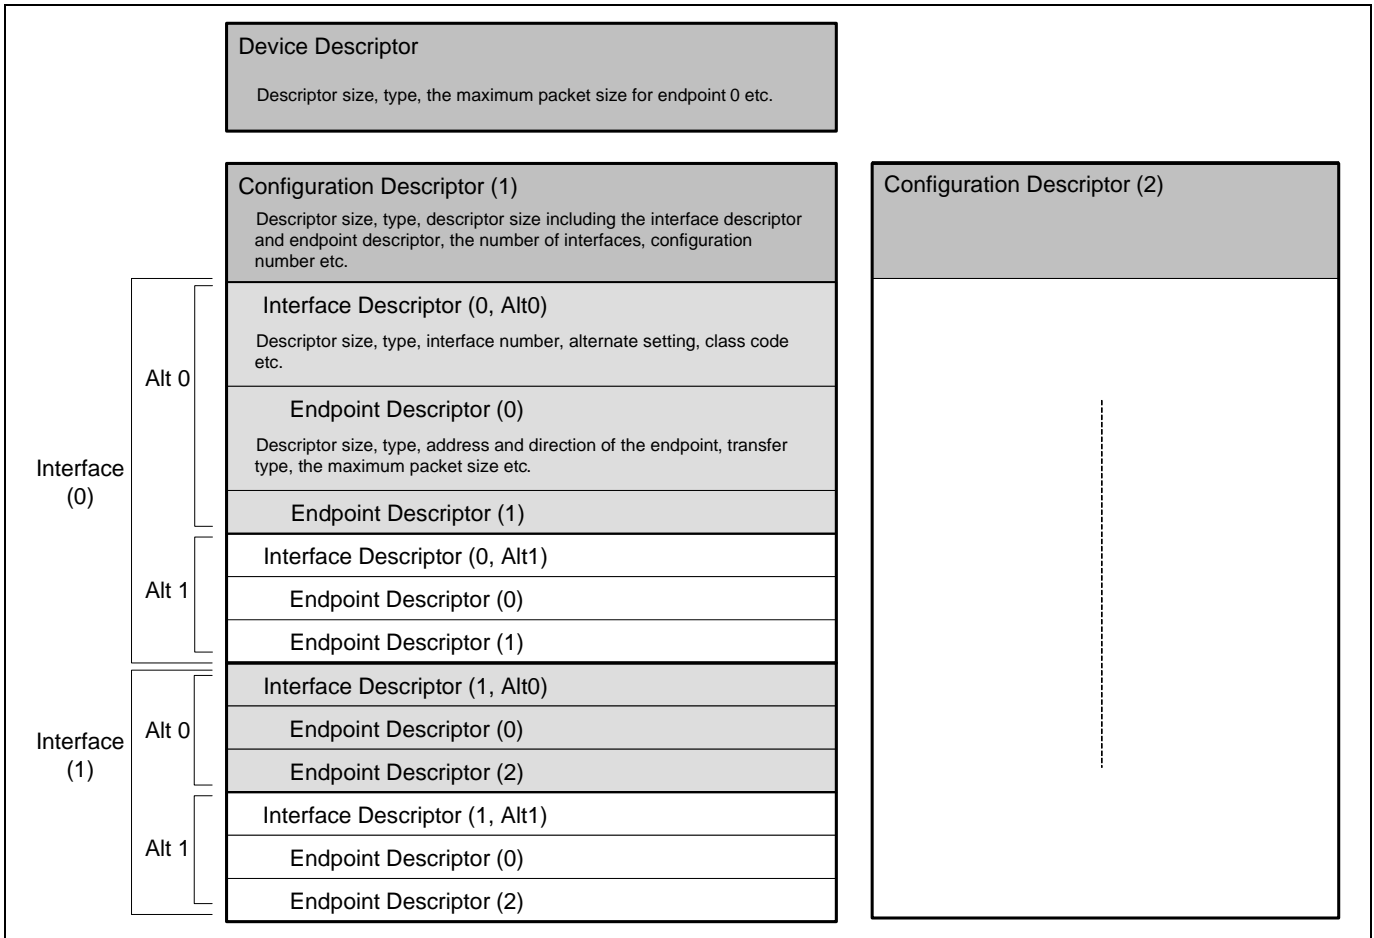 Device Descriptor
Descriptor size, type, the maximum packet size for endpoint 0 etc.
Configuration Descriptor (1)
Descriptor size, type, descriptor size including the interface descriptor
and endpoint descriptor, the number of interfaces, configuration
number etc.
Configuration Descriptor (2)
Interface
(0)
Alt 0
Interface Descriptor (0, Alt0)
Descriptor size, type, interface number, alternate setting, class code
etc.
Endpoint Descriptor (0)
Descriptor size, type, address and direction of the endpoint, transfer
type, the maximum packet size etc.
Endpoint Descriptor (1)
Alt 1
Interface Descriptor (0, Alt1)
Endpoint Descriptor (0)
Endpoint Descriptor (1)
Interface
(1)
Alt 0
Interface Descriptor (1, Alt0)
Endpoint Descriptor (0)
Endpoint Descriptor (2)
Alt 1
Interface Descriptor (1, Alt1)
Endpoint Descriptor (0)
Endpoint Descriptor (2)